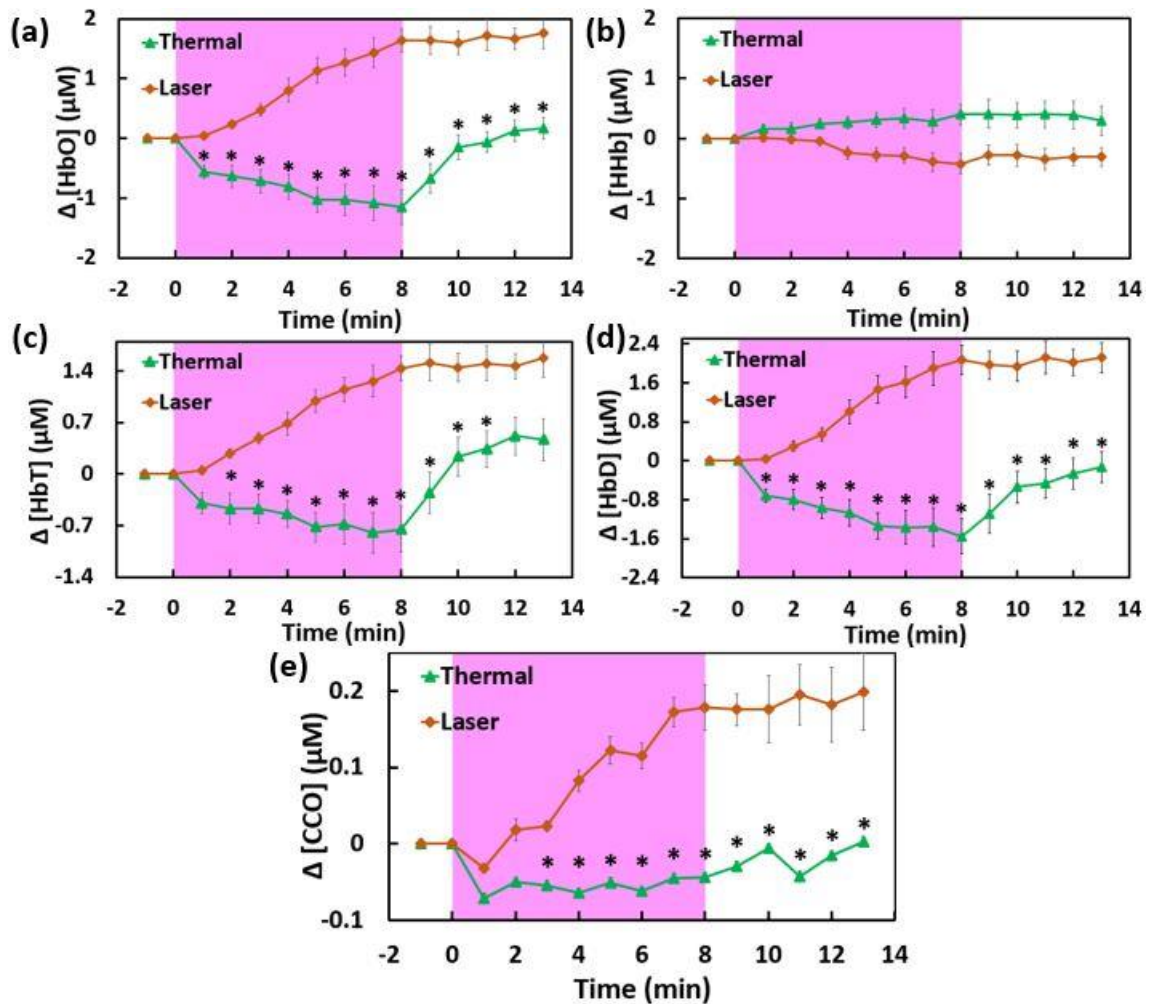 (a)
Thermal
Laser
Δ [HbO] (μM)
2
1
0
-1
-2
* * * * * * * * * * * * *
-2 0 2 4 6 8 10 12 14
Time (min)
(b)
Thermal
Laser
Δ [HHb] (μM)
2
1
0
-1
-2
-2 0 2 4 6 8 10 12 14
Time (min)
(c)
Thermal
Laser
Δ [HbT] (μM)
1.4
0.7
0
-0.7
-1.4
* * * * * * * * * *
-2 0 2 4 6 8 10 12 14
Time (min)
(d)
Thermal
Laser
Δ [HbD] (μM)
2.4
1.6
0.8
0
-0.8
-1.6
-2.4
* * * * * * * * * * * * *
-2 0 2 4 6 8 10 12 14
Time (min)
(e)
Thermal
Laser
Δ [CCO] (μM)
0.2
0.1
0
-0.1
* * * * * * * * * * *
-2 0 2 4 6 8 10 12 14
Time (min)